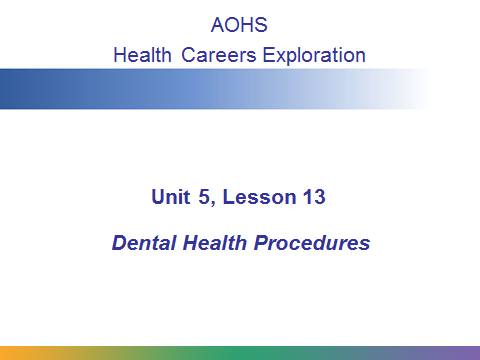 AOHS
Health Careers Exploration
Unit 5, Lesson 13
Dental Health Procedures